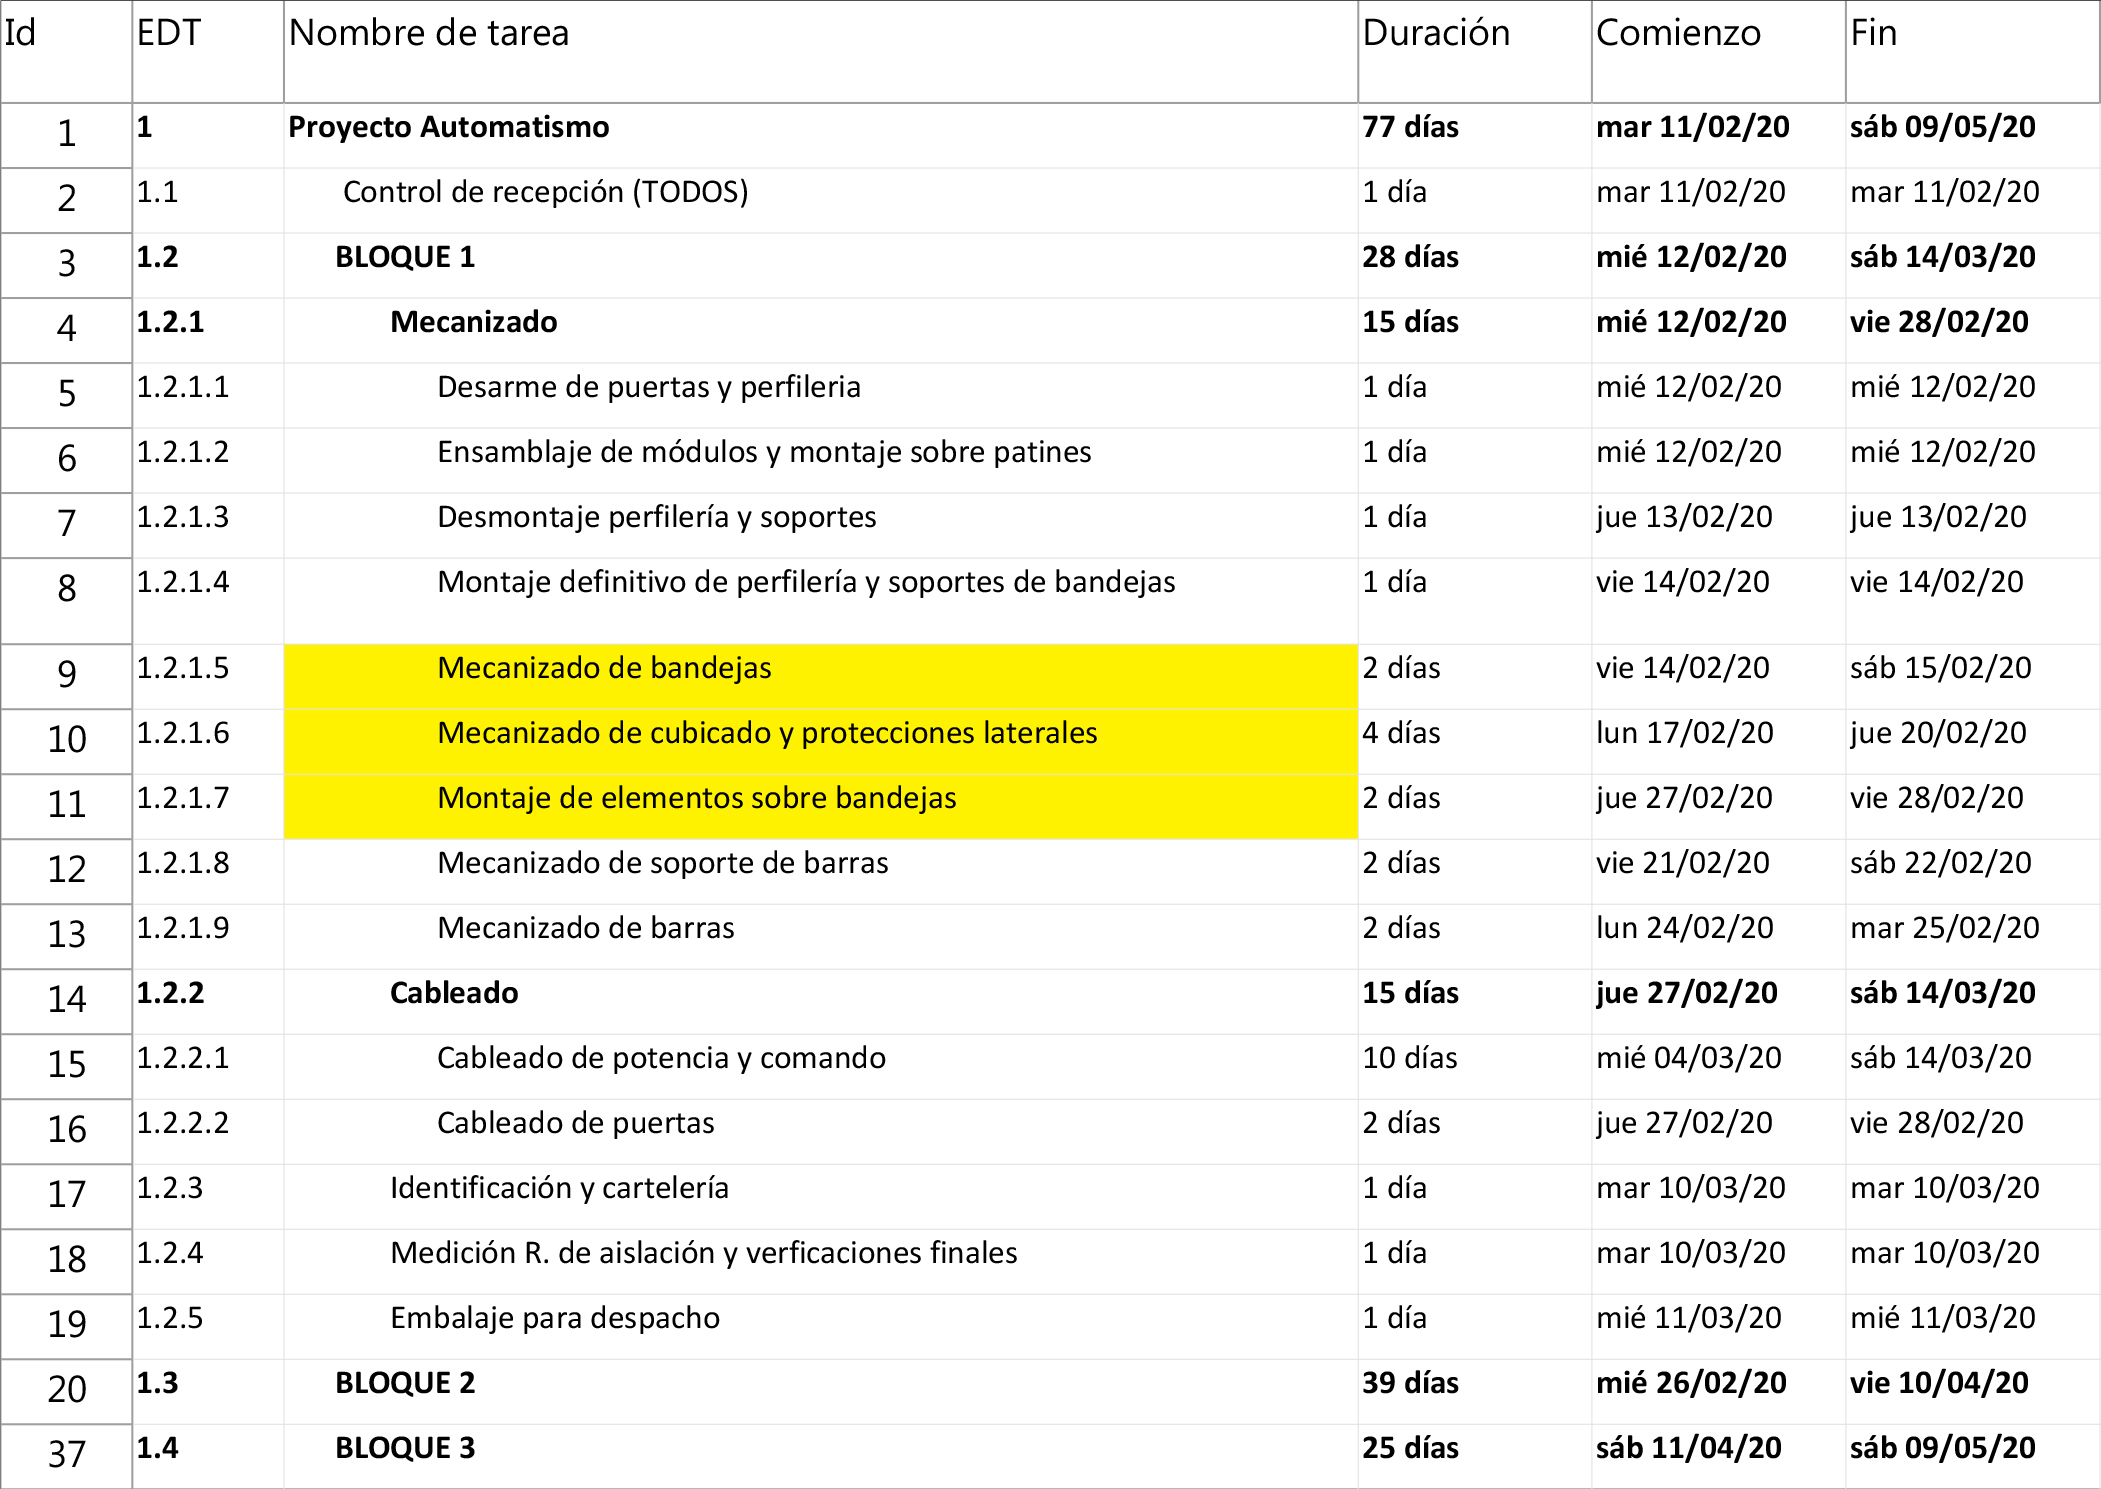 Id EDT Nombre de tarea Duración Comienzo Fin
1 1 Proyecto Automatismo 77 días mar 11/02/20 sáb 09/05/20
2 1.1 Control de recepción (TODOS) 1 día mar 11/02/20 mar 11/02/20
3 1.2 BLOQUE 1 28 días mié 12/02/20 sáb 14/03/20
4 1.2.1 Mecanizado 15 días mié 12/02/20 vie 28/02/20
5 1.2.1.1 Desarme de puertas y perfileria 1 día mié 12/02/20 mié 12/02/20
6 1.2.1.2 Ensamblaje de módulos y montaje sobre patines 1 día mié 12/02/20 mié 12/02/20
7 1.2.1.3 Desmontaje perfilería y soportes 1 día jue 13/02/20 jue 13/02/20
8 1.2.1.4 Montaje definitivo de perfilería y soportes de bandejas 1 día vie 14/02/20 vie 14/02/20
9 1.2.1.5 Mecanizado de bandejas 2 días vie 14/02/20 sáb 15/02/20
10 1.2.1.6 Mecanizado de cubicado y protecciones laterales 4 días lun 17/02/20 jue 20/02/20
11 1.2.1.7 Montaje de elementos sobre bandejas 2 días jue 27/02/20 vie 28/02/20
12 1.2.1.8 Mecanizado de soporte de barras 2 días vie 21/02/20 sáb 22/02/20
13 1.2.1.9 Mecanizado de barras 2 días lun 24/02/20 mar 25/02/20
14 1.2.2 Cableado 15 días jue 27/02/20 sáb 14/03/20
15 1.2.2.1 Cableado de potencia y comando 10 días mié 04/03/20 sáb 14/03/20
16 1.2.2.2 Cableado de puertas 2 días jue 27/02/20 vie 28/02/20
17 1.2.3 Identificación y cartelería 1 día mar 10/03/20 mar 10/03/20
18 1.2.4 Medición R. de aislación y verficaciones finales 1 día mar 10/03/20 mar 10/03/20
19 1.2.5 Embalaje para despacho 1 día mié 11/03/20 mié 11/03/20
20 1.3 BLOQUE 2 39 días mié 26/02/20 vie 10/04/20
37 1.4 BLOQUE 3 25 días sáb 11/04/20 sáb 09/05/20